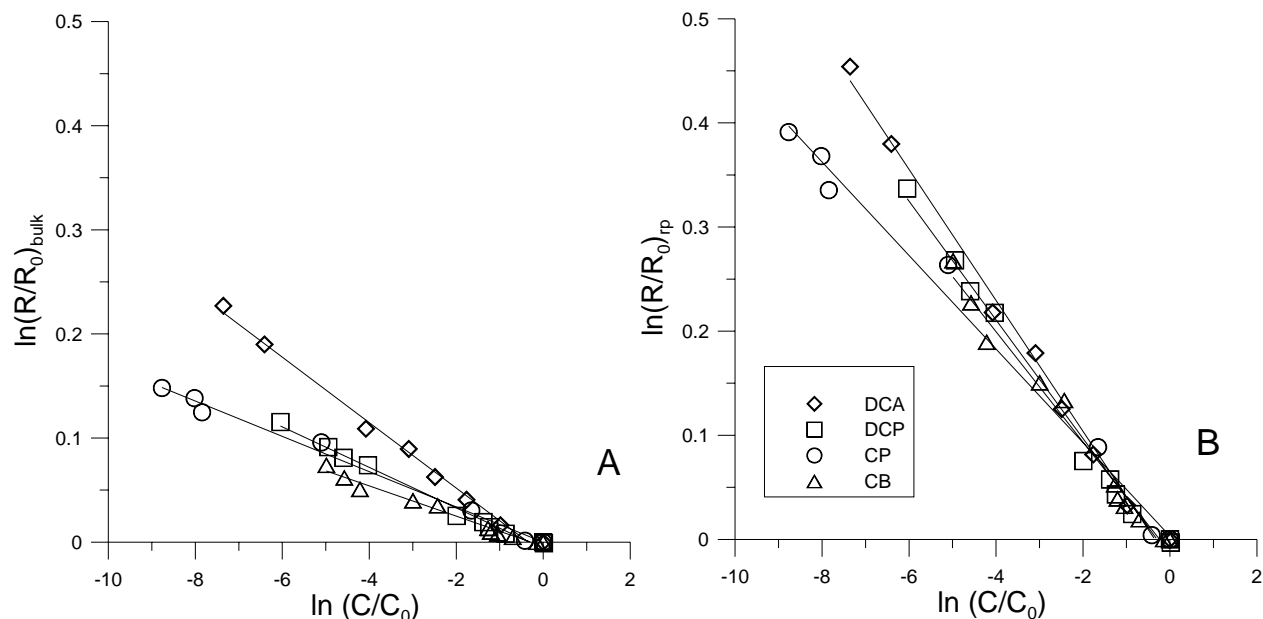 0.5
0.4
0.3
0.2
0.1
0
-10 -8 -6 -4 -2 0 2
ln(R/R0)bulk
ln (C/C0)
A
0.5
0.4
0.3
0.2
0.1
0
-10 -8 -6 -4 -2 0 2
ln(R/R0)rp
ln (C/C0)
DCA
DCP
CP
CB
B